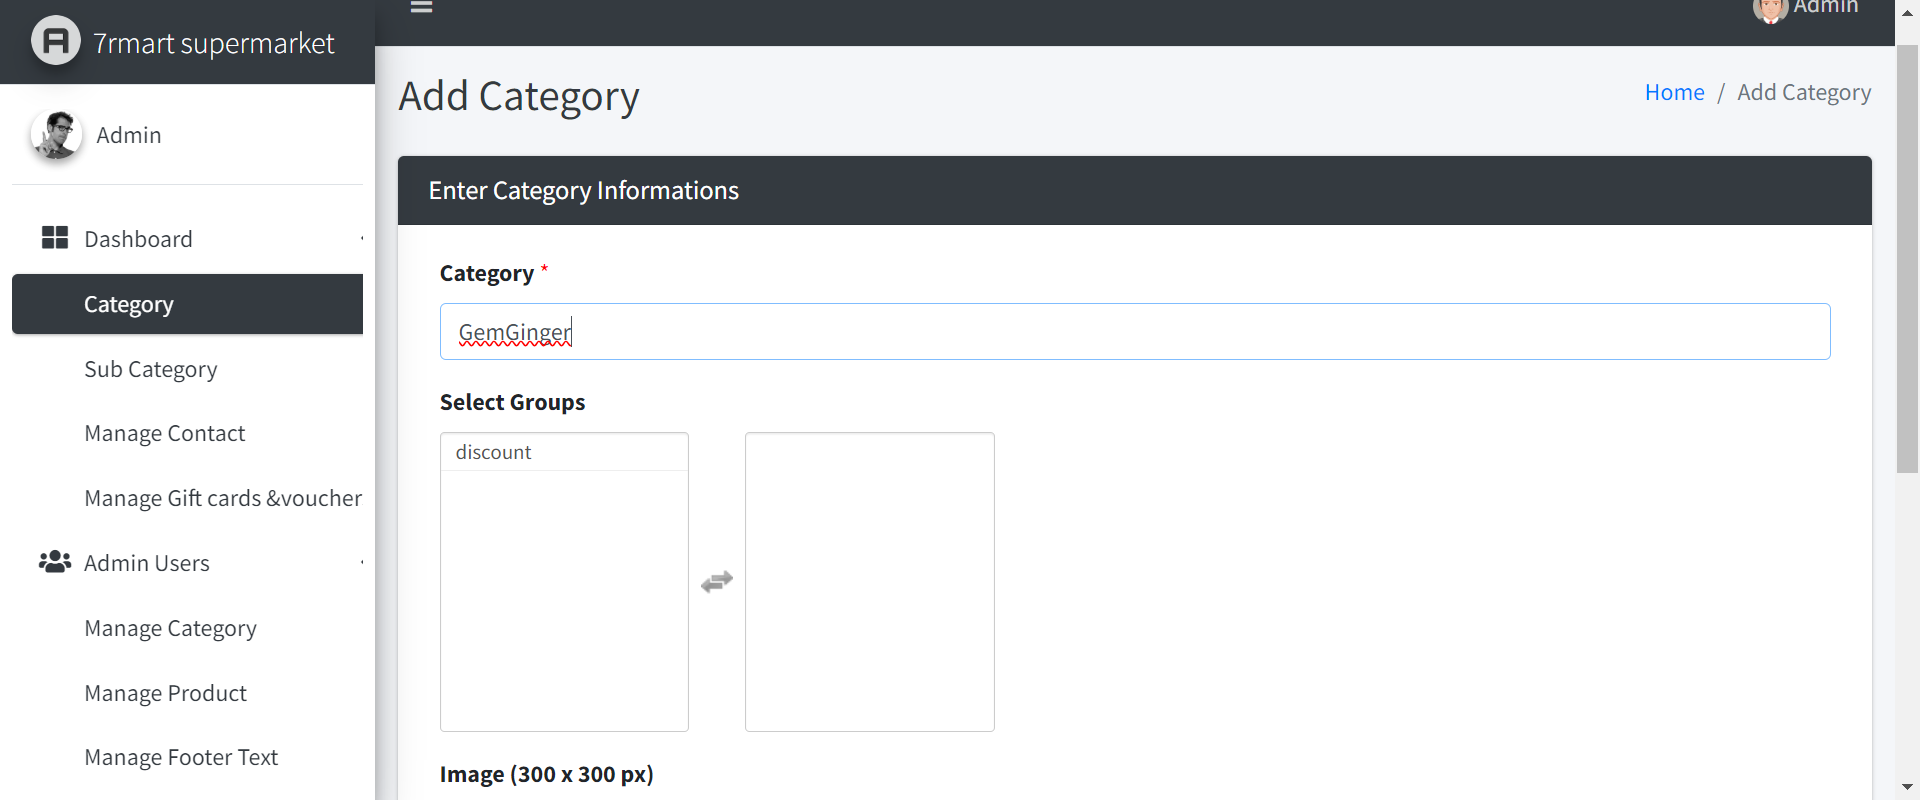 7rmart supermarket
Admin
Admin
Dashboard
Category
Sub Category
Manage Contact
Manage Gift cards &voucher
Admin Users
Manage Category
Manage Product
Manage Footer Text
Add Category
Home / Add Category
Enter Category Informations
Category *
GemGinger
Select Groups
discount
Image (300 x 300 px)